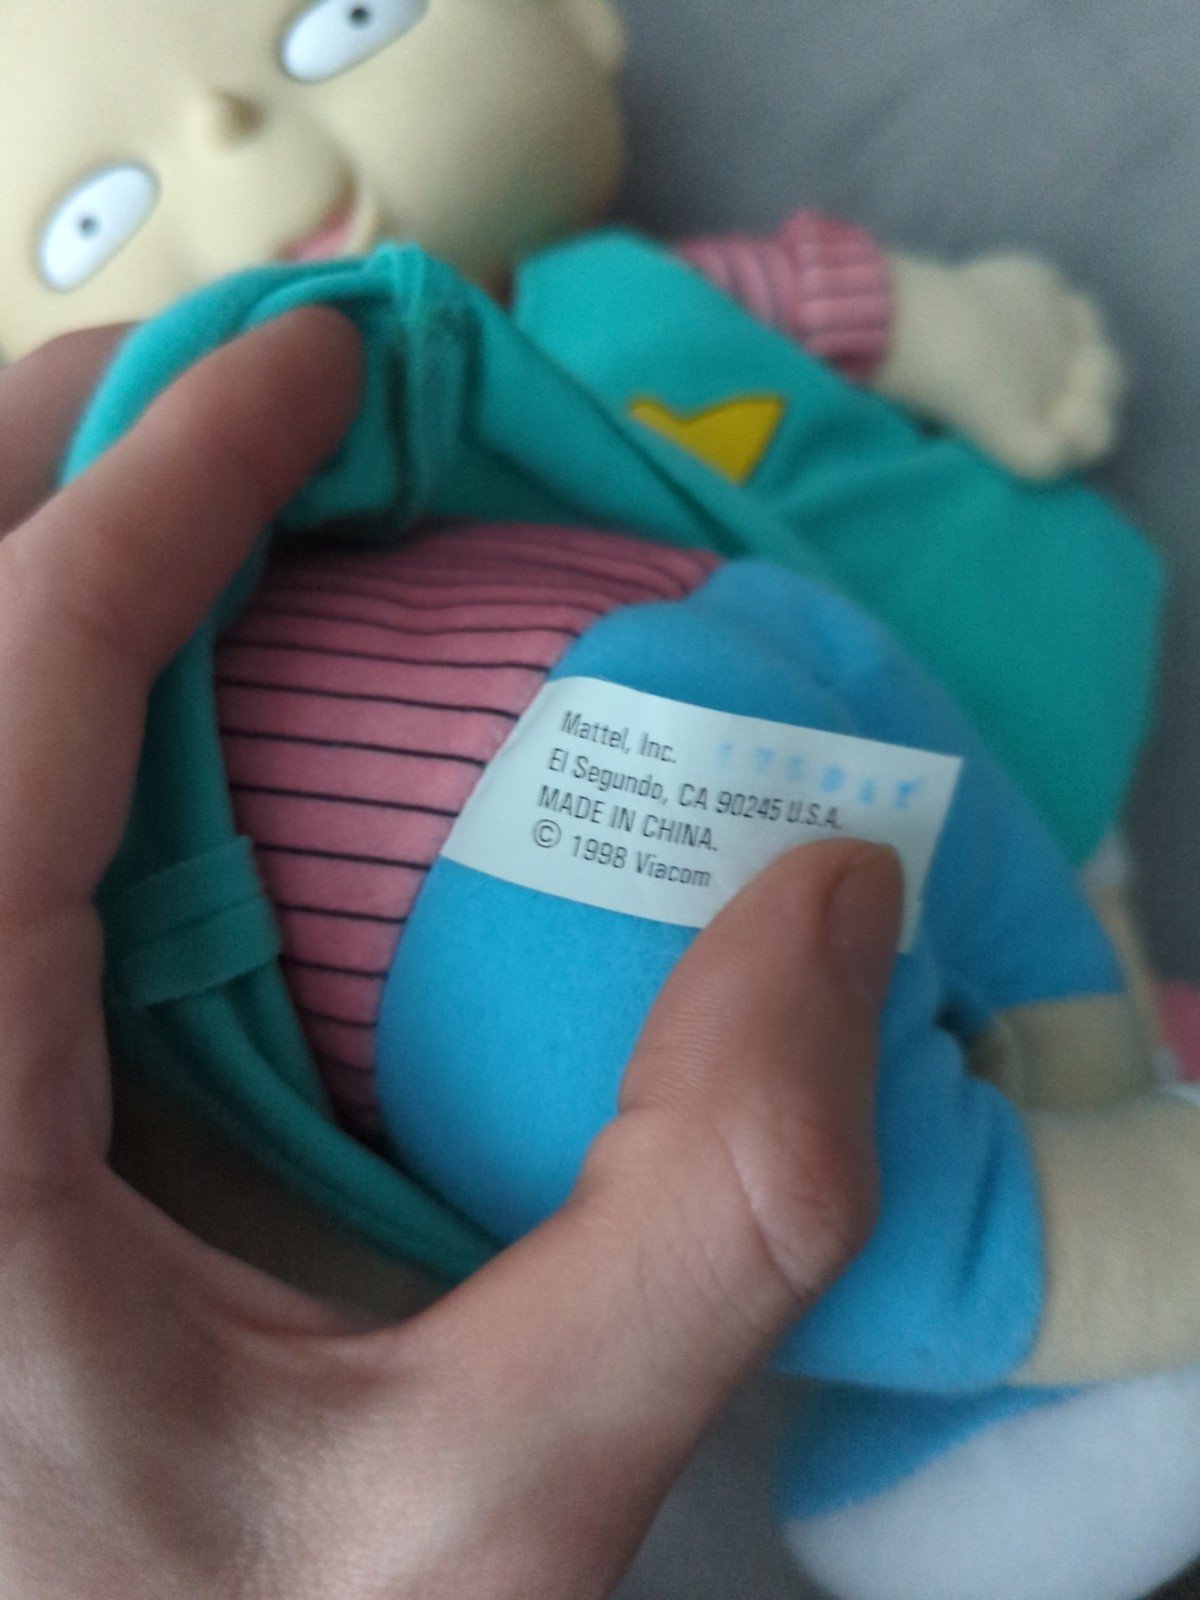 Mattel, Inc.
El Segundo, CA 90245 U.S.A.
MADE IN CHINA.
© 1998 Viacom